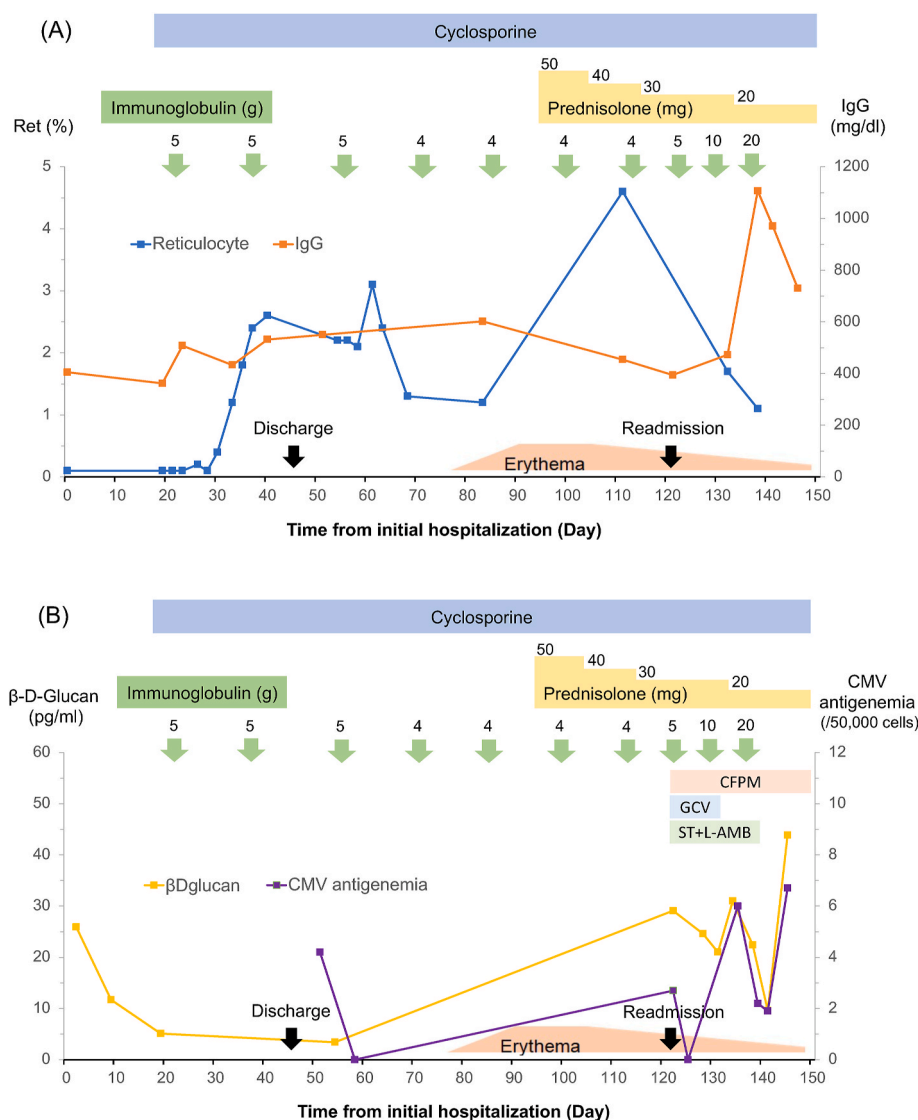 (A)
Cyclosporine
50
40
30
20
Immunoglobulin (g)
Prednisolone (mg)
Ret (%)
IgG
(mg/dl)
5 5 5 4 4 4 4 5 10 20
5 1200
4 1000
3 800
2 600
1 400
0 200
0
Reticulocyte IgG
Discharge
Readmission
Erythema
0 10 20 30 40 50 60 70 80 90 100 110 120 130 140 150
Time from initial hospitalization (Day)
(B)
Cyclosporine
50
40
30
20
Immunoglobulin (g)
Prednisolone (mg)
β-D-Glucan
(pg/ml)
CMV
antigenemia
(/50,000 cells)
5 5 5 4 4 4 4 5 10 20
60 12
50 10
40 8
30 6
20 4
10 2
0 0
CFPM
GCV
ST+L-AMB
βDglucan CMV antigenemia
Discharge
Readmission
Erythema
0 10 20 30 40 50 60 70 80 90 100 110 120 130 140 150
Time from initial hospitalization (Day)